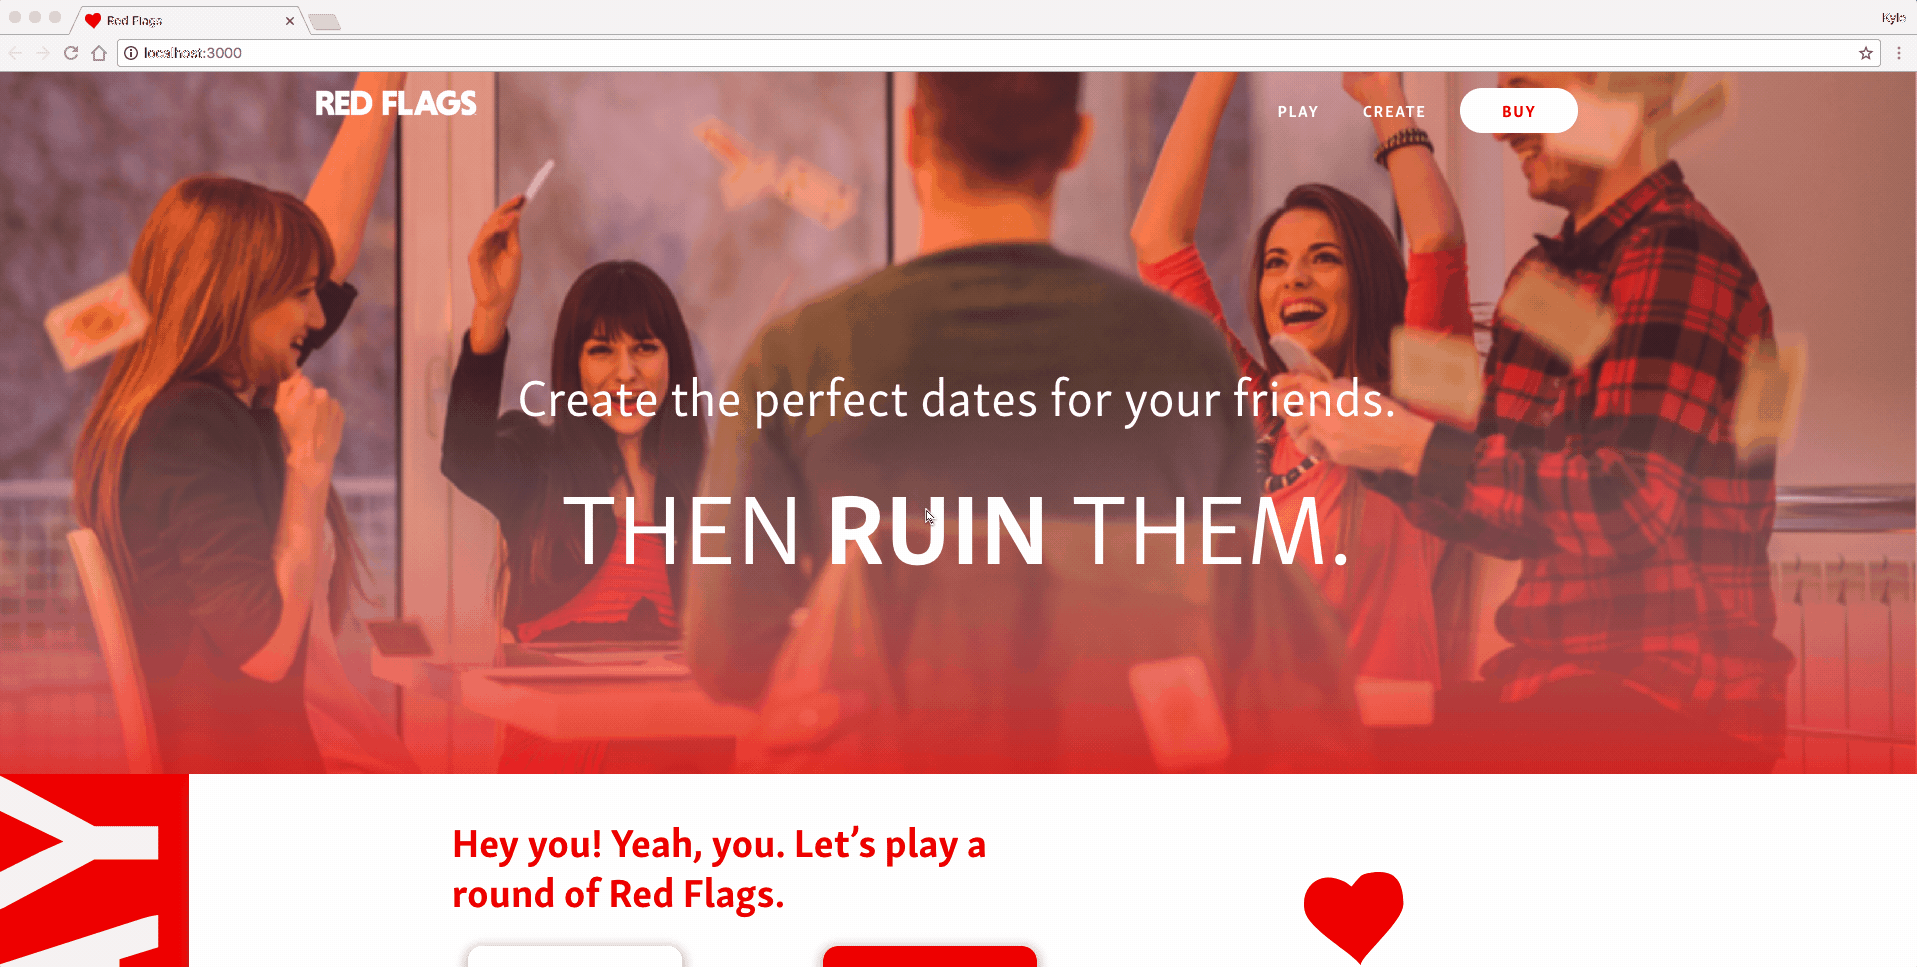 Red Flags
Kyle
localhost:3000
RED FLAGS
PLAY
CREATE
BUY
Create the perfect dates for your friends.
THEN RUIN THEM.
Hey you! Yeah, you. Let’s play a
round of Red Flags.